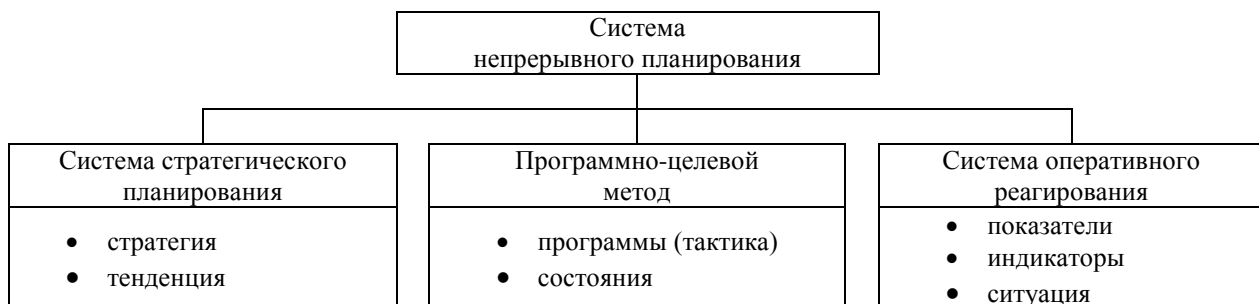 Система
непрерывного планирования
Система стратегического
планирования
• стратегия
• тенденция
Программно-целевой
метод
• программы (тактика)
• состояния
Система оперативного
реагирования
• показатели
• индикаторы
• ситуация